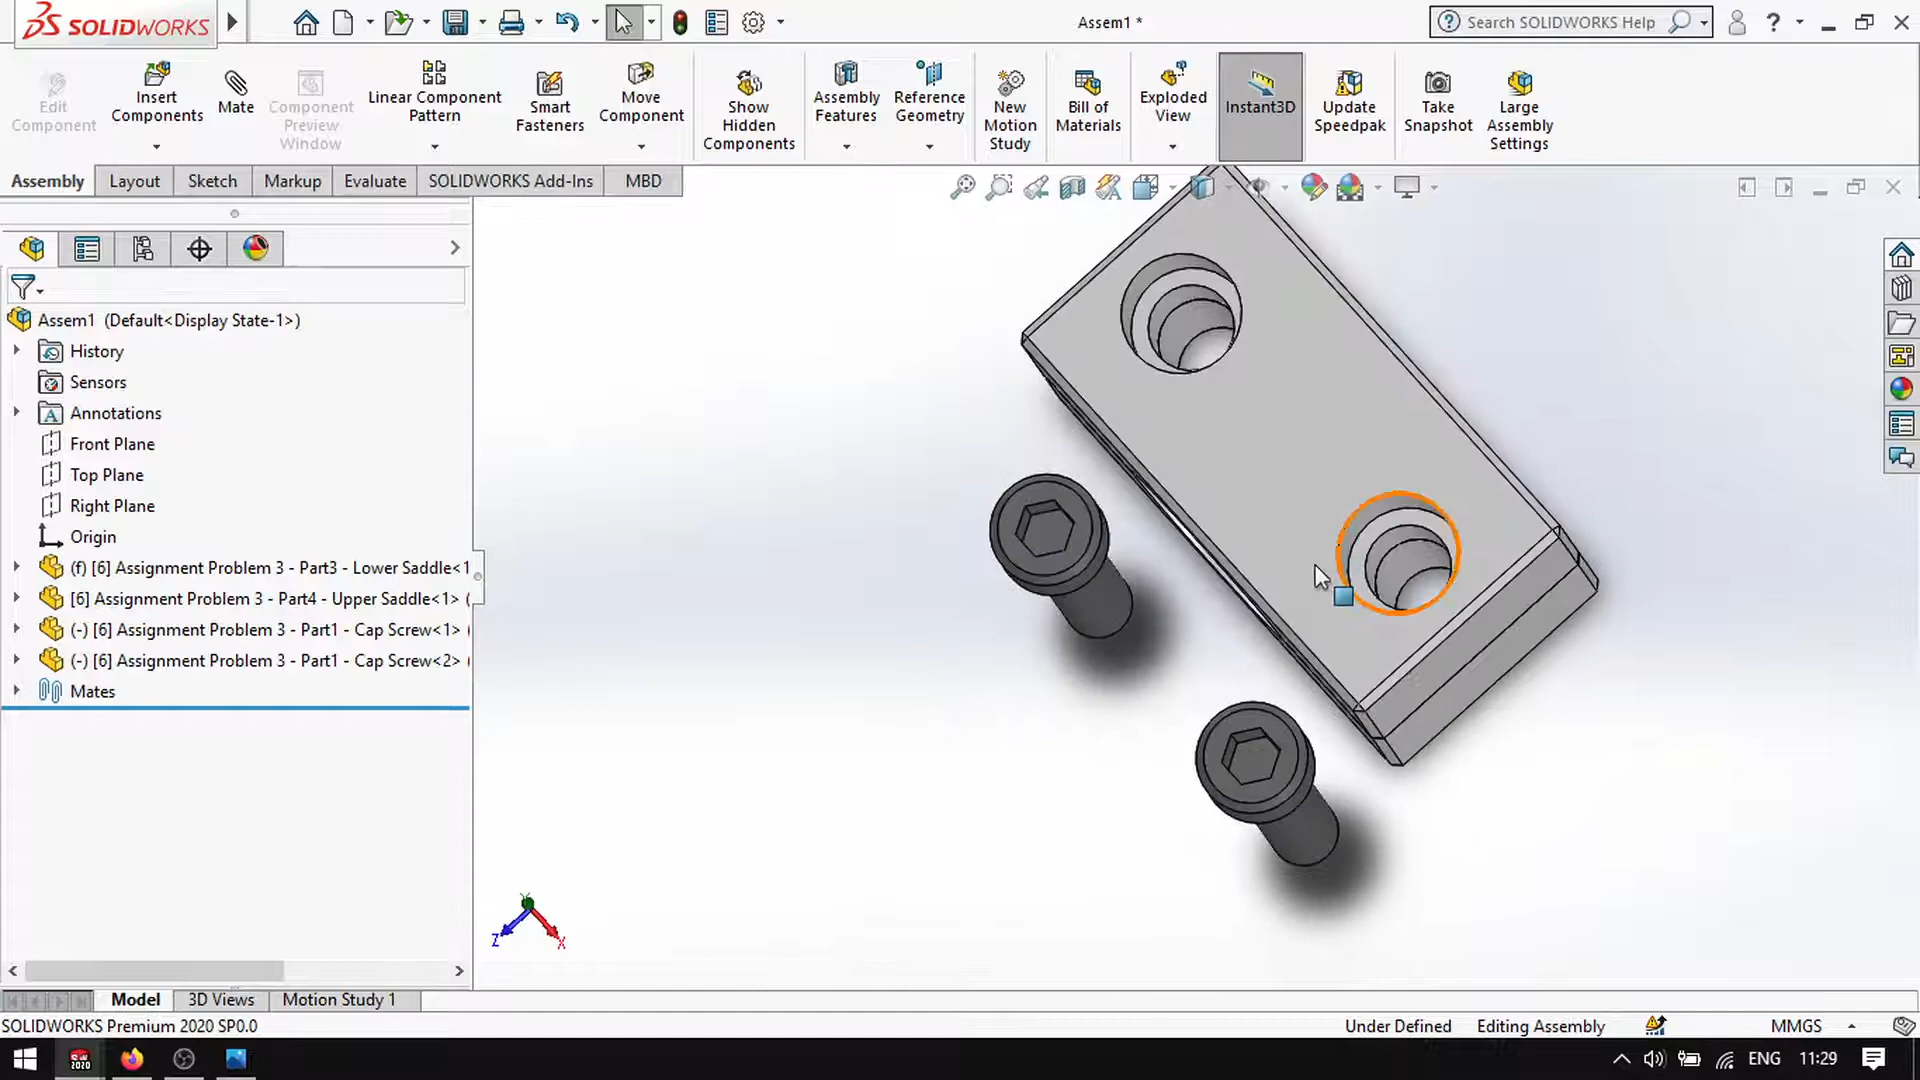 SOLIDWORKS
Assem1 *
Search SOLIDWORKS Help
?
Edit
Component
Insert
Components
Mate
Component
Preview
Window
Linear Component
Pattern
Smart
Fasteners
Move
Component
Show
Hidden
Components
Assembly
Features
Reference
Geometry
New
Motion
Study
Bill of
Materials
Exploded
View
Instant3D
Update
Speedpak
Take
Snapshot
Large
Assembly
Settings
Assembly
Layout
Sketch
Markup
Evaluate
SOLIDWORKS Add-Ins
MBD
Assem1 (Default<Display State-1>)
History
Sensors
Annotations
Front Plane
Top Plane
Right Plane
Origin
(f) [6] Assignment Problem 3 - Part3 - Lower Saddle<1
[6] Assignment Problem 3 - Part4 - Upper Saddle<1> (
(-) [6] Assignment Problem 3 - Part1 - Cap Screw<1> (
(-) [6] Assignment Problem 3 - Part1 - Cap Screw<2> (
Mates
Y
Z
X
Model
3D Views
Motion Study 1
SOLIDWORKS Premium 2020 SP0.0
Under Defined
Editing Assembly
MMGS
ENG
11:29